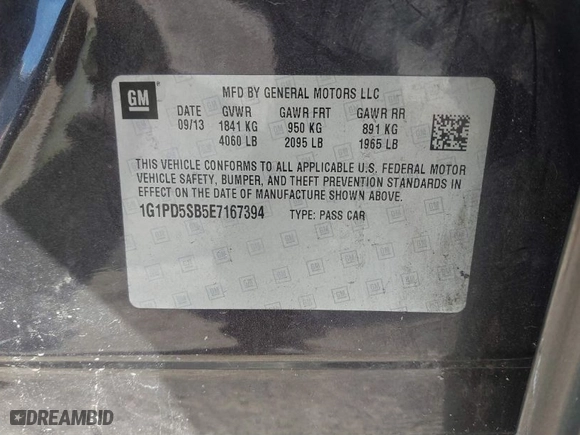 GM
MFD BY GENERAL MOTORS LLC
DATE GVWR GAWR FRT GAWR RR
09/13 1841 KG 950 KG 891 KG
4060 LB 2095 LB 1965 LB
THIS VEHICLE CONFORMS TO ALL APPLICABLE U.S. FEDERAL MOTOR
VEHICLE SAFETY, BUMPER, AND THEFT PREVENTION STANDARDS IN
EFFECT ON THE DATE OF MANUFACTURE SHOWN ABOVE.
1G1PD5SB5E7167394 TYPE: PASS CAR
DREAMBID